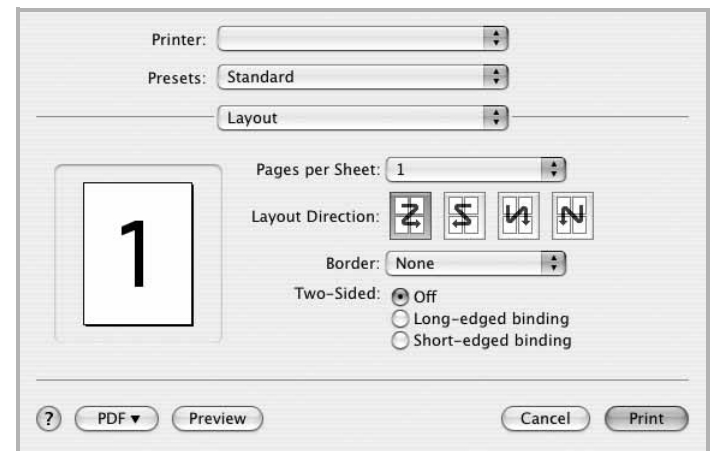 Printer:
Presets: Standard
Layout
Pages per Sheet: 1
Layout Direction:
1
Border: None
Two-Sided: Off
Long-edged binding
Short-edged binding
? PDF ▼ Preview Cancel Print